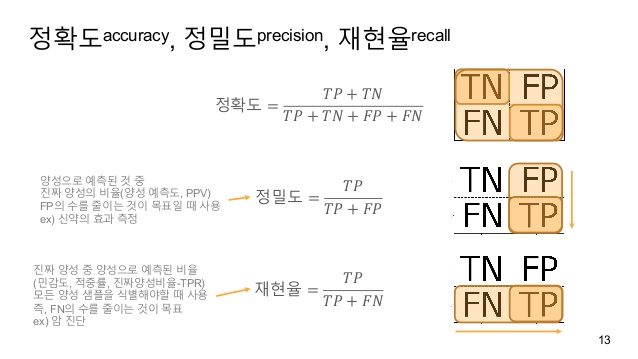 정확도accuracy, 정밀도precision, 재현율recall
정확도 = TP + TN / TP + TN + FP + FN
TN FP
FN TP
양성으로 예측된 것 중
진짜 양성의 비율(양성 예측도, PPV)
FP의 수를 줄이는 것이 목표일 때 사용
ex) 신약의 효과 측정
정밀도 = TP / TP + FP
TN FP
FN TP
진짜 양성 중 양성으로 예측된 비율
(민감도, 적중률, 진짜양성비율-TPR)
모든 양성 샘플을 식별해야할 때 사용
즉, FN의 수를 줄이는 것이 목표
ex) 암 진단
재현율 = TP / TP + FN
TN FP
FN TP
13